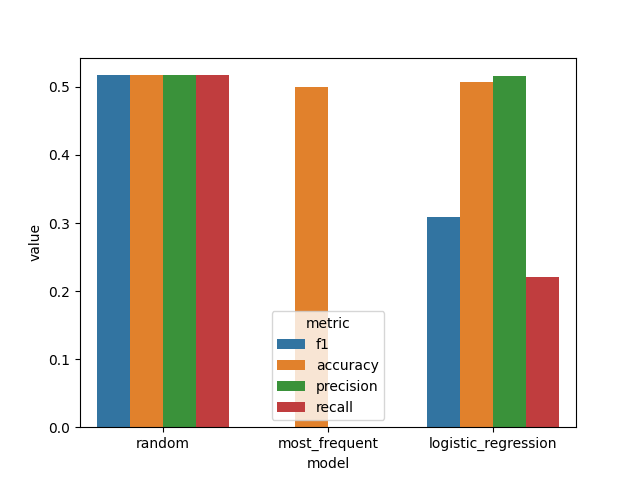 0.5
0.4
0.3
0.2
0.1
0.0
value
metric
f1
accuracy
precision
recall
random
most_frequent
logistic_regression
model